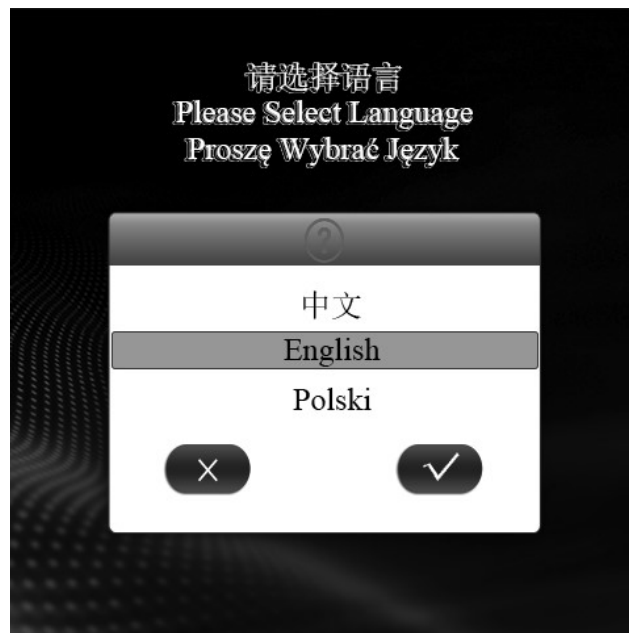 请选择语言
Please Select Language
Proszę Wybrać Język
?
中文
English
Polski